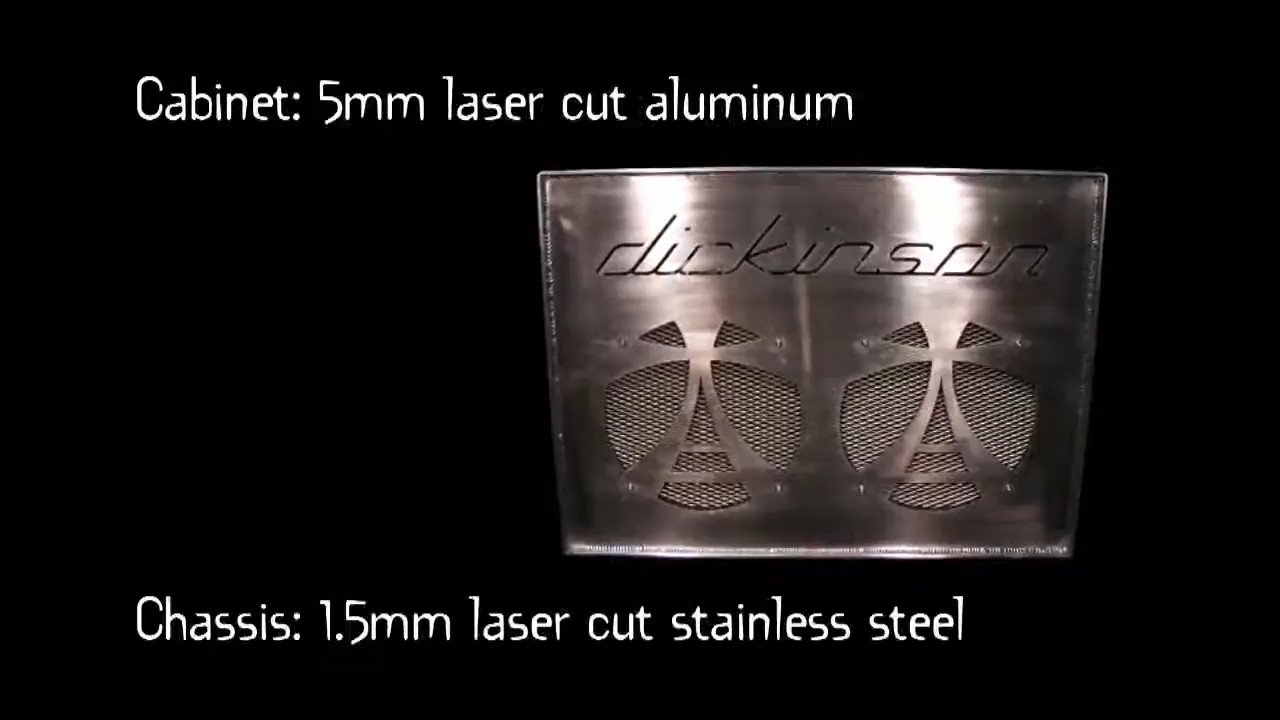 Cabinet: 5mm laser cut aluminum
dickinson
Chassis: 1.5mm laser cut stainless steel